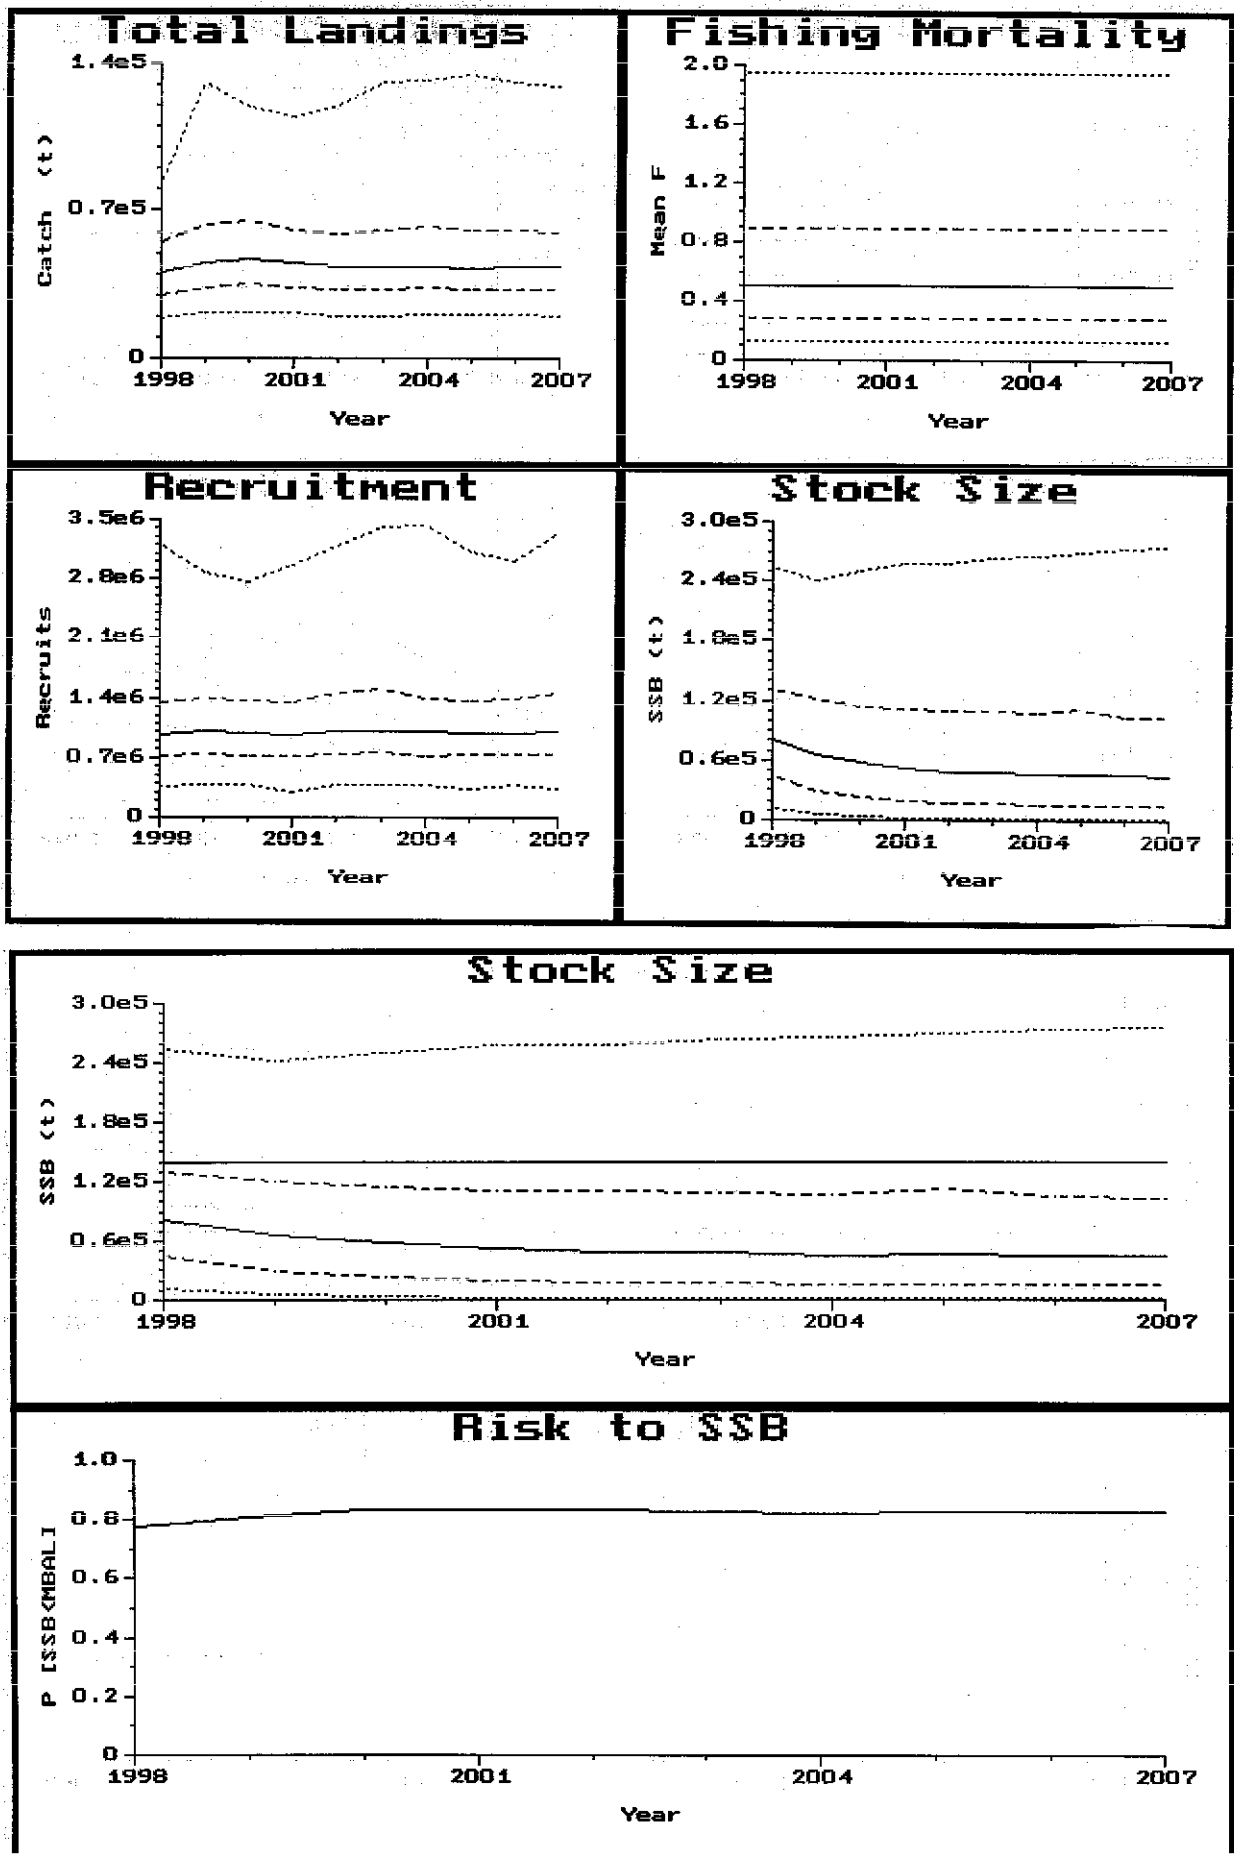 Total Landings
1.4e5
0.7e5
0
Catch (t)
1998 2001 2004 2007
Year
Fishing Mortality
2.0
1.6
1.2
0.8
0.4
0
Mean F
1998 2001 2004 2007
Year
Recruitment
3.5e6
2.8e6
2.1e6
1.4e6
0.7e6
0
Recruits
1998 2001 2004 2007
Year
Stock Size
3.0e5
2.4e5
1.8e5
1.2e5
0.6e5
0
SSB (t)
1998 2001 2004 2007
Year
Stock Size
3.0e5
2.4e5
1.8e5
1.2e5
0.6e5
0
SSB (t)
1998 2001 2004 2007
Year
Risk to SSB
1.0
0.8
0.6
0.4
0.2
0
P [SSB<MBAL]
1998 2001 2004 2007
Year